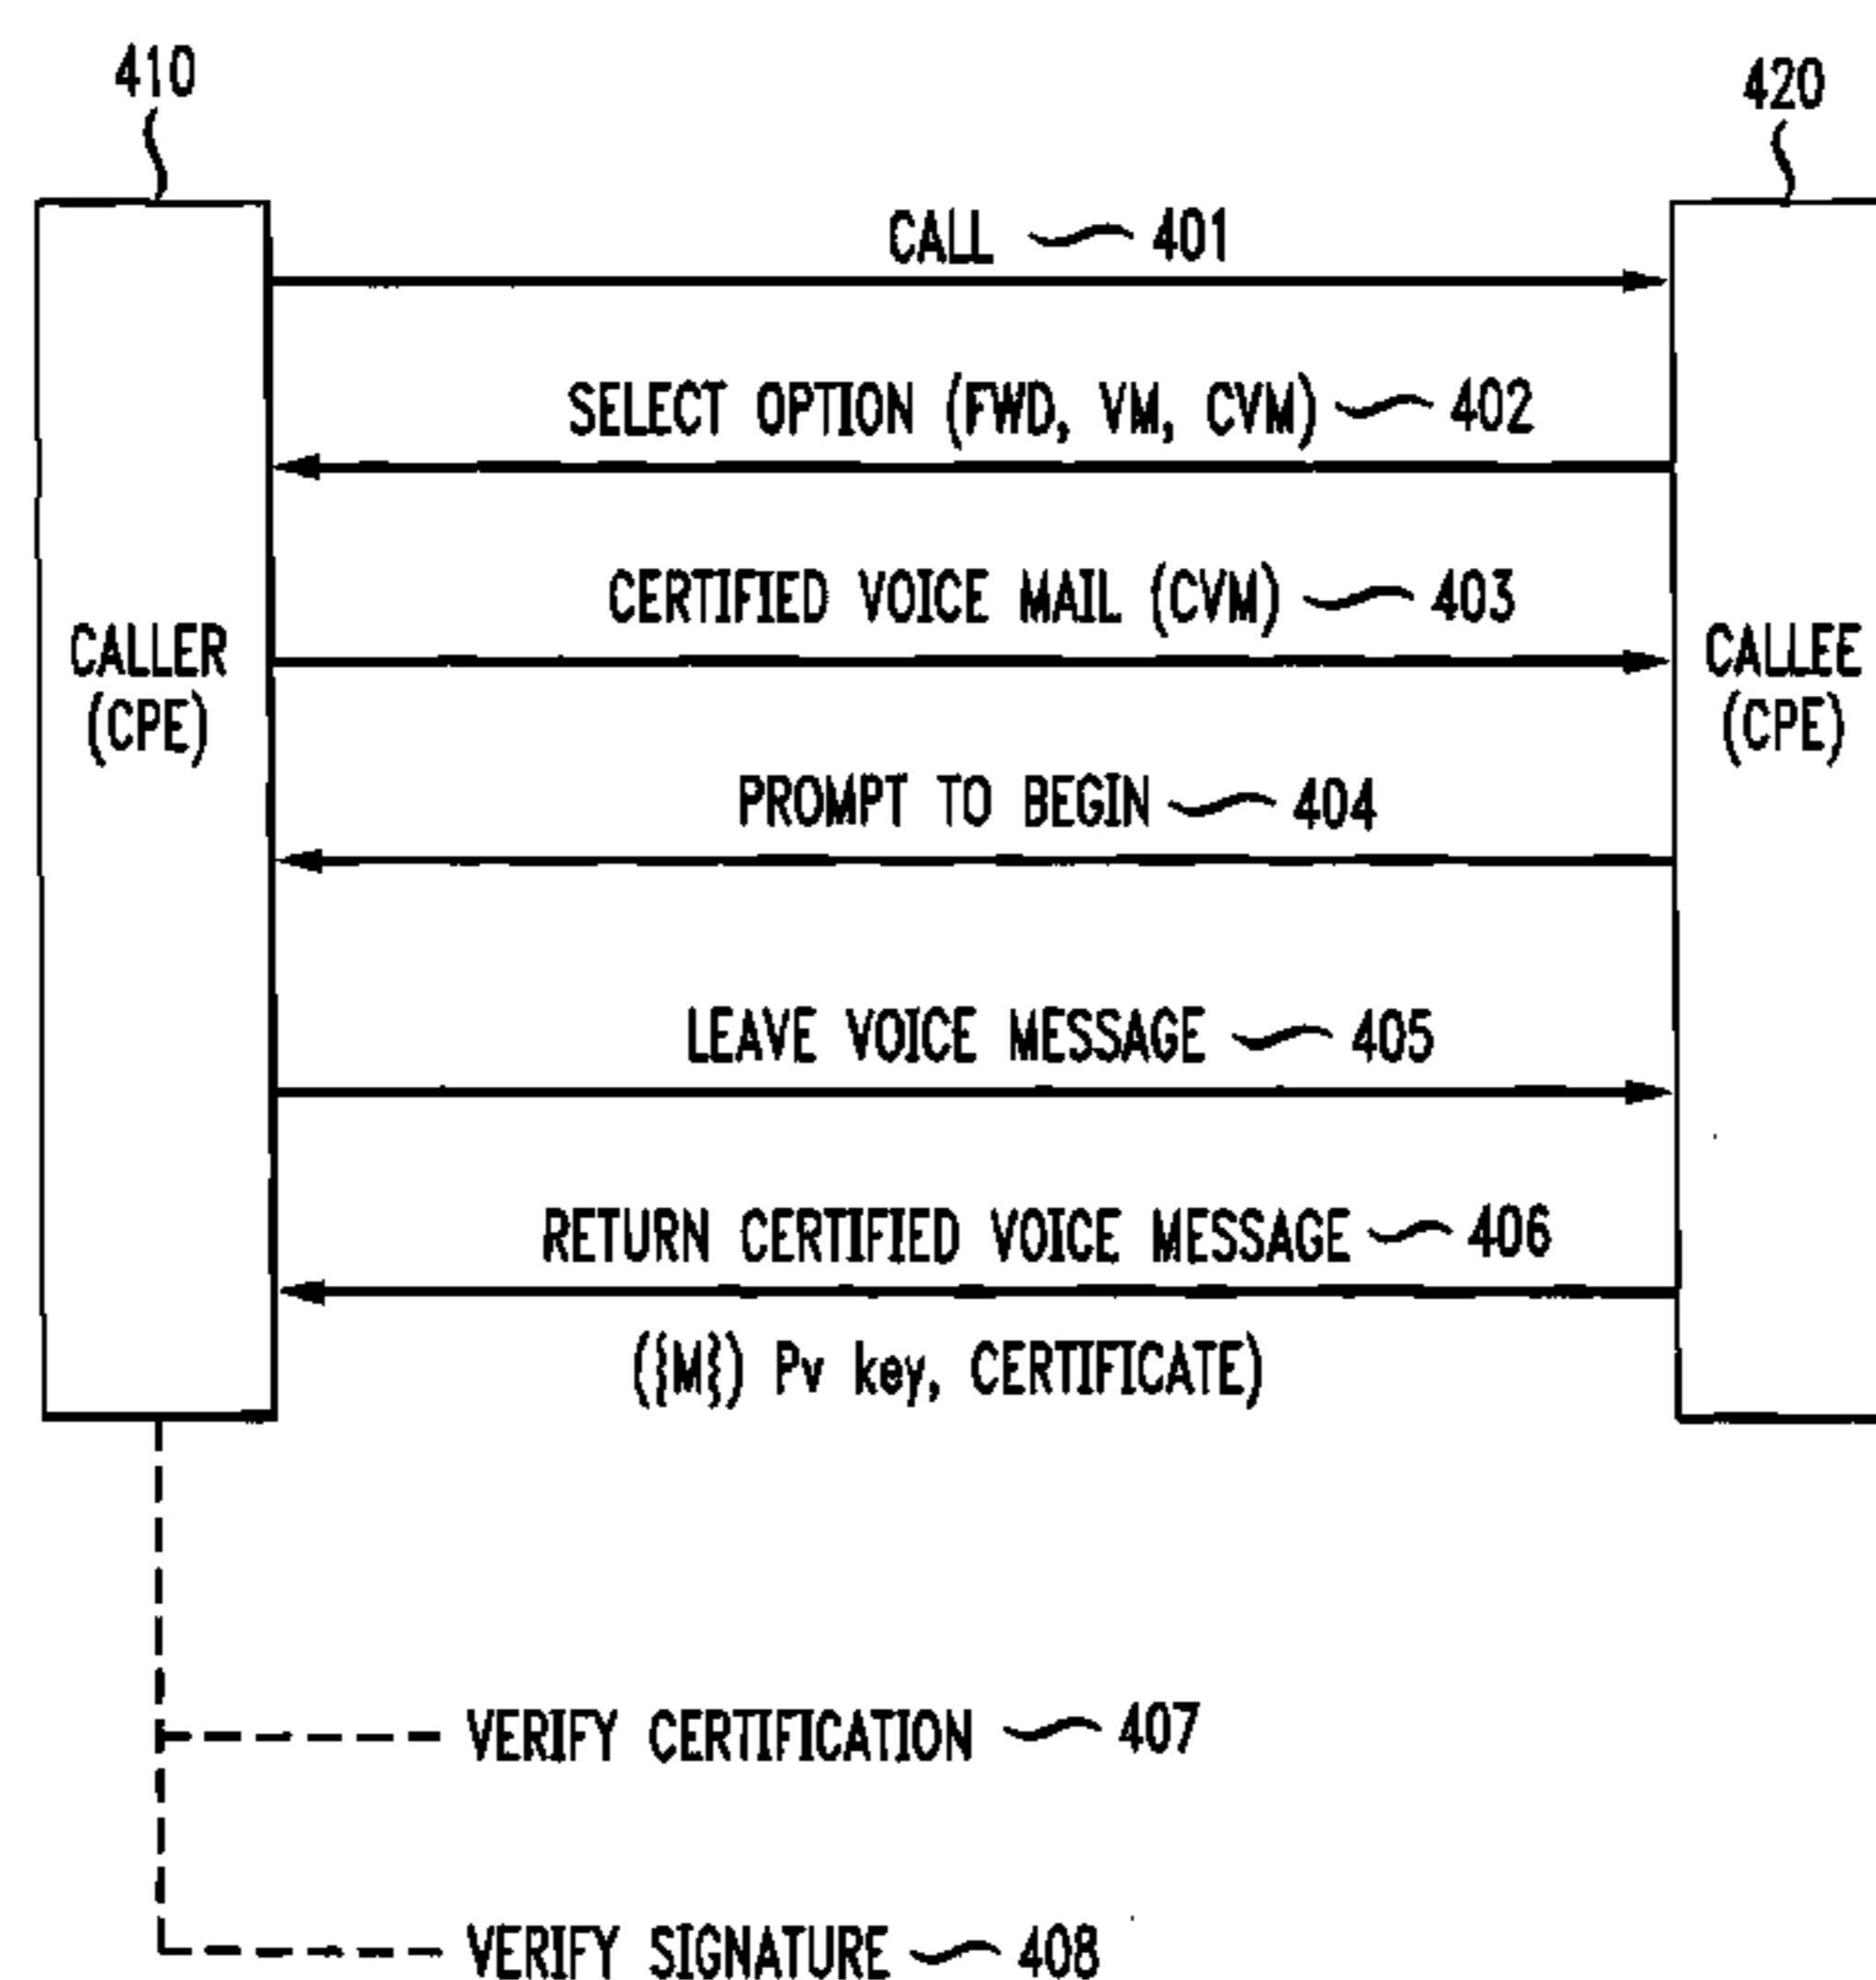 410
420
CALL 401
SELECT OPTION (FWD, VM, CVM) 402
CERTIFIED VOICE MAIL (CVM) 403
CALLER
(CPE)
CALLEE
(CPE)
PROMPT TO BEGIN 404
LEAVE VOICE MESSAGE 405
RETURN CERTIFIED VOICE MESSAGE 406
({M}) Pv key, CERTIFICATE)
VERIFY CERTIFICATION 407
VERIFY SIGNATURE 408